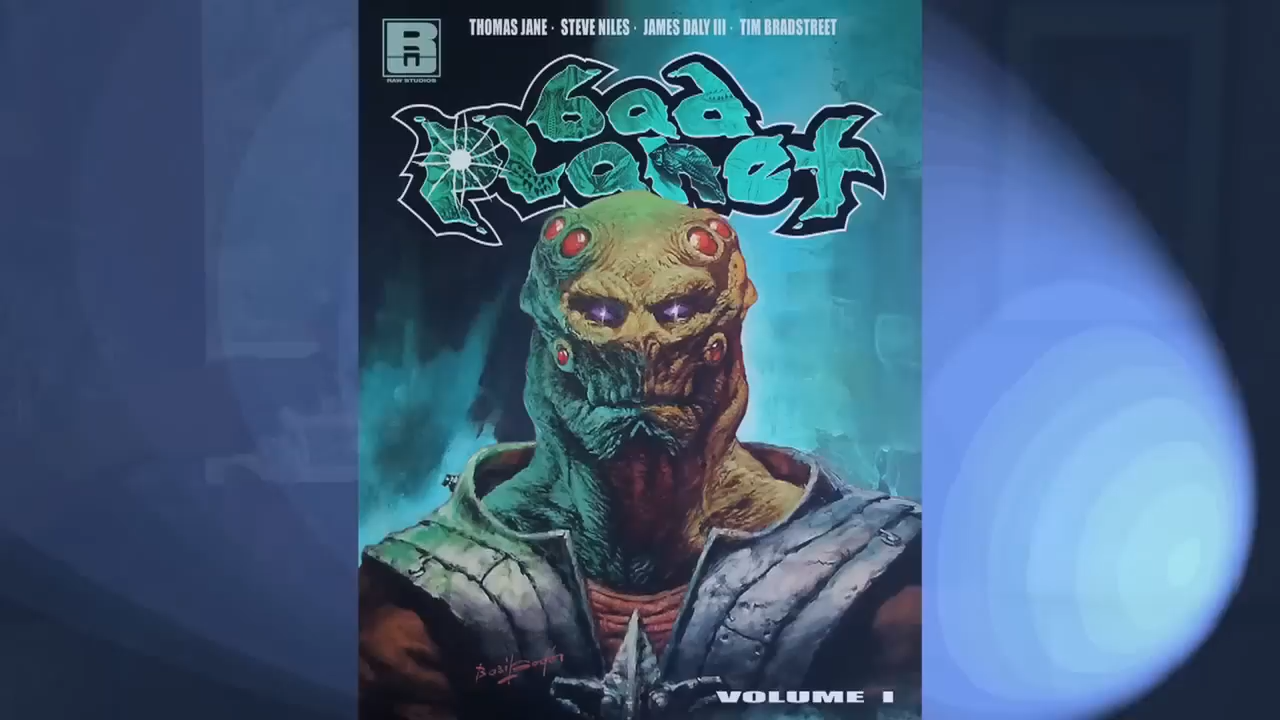 THOMAS JANE · STEVE NILES · JAMES DALY III · TIM BRADSTREET
RAW STUDIOS
bad
Planet
VOLUME 1